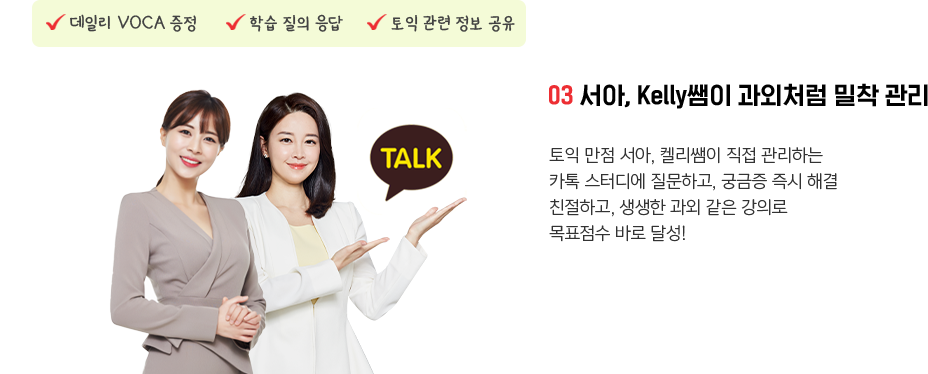 데일리 VOCA 증정
학습 질의 응답
토익 관련 정보 공유
TALK
03 서아, Kelly쌤이 과외처럼 밀착 관리
토익 만점 서아, 켈리쌤이 직접 관리하는
카톡 스터디에 질문하고, 궁금증 즉시 해결
친절하고, 생생한 과외 같은 강의로
목표점수 바로 달성!